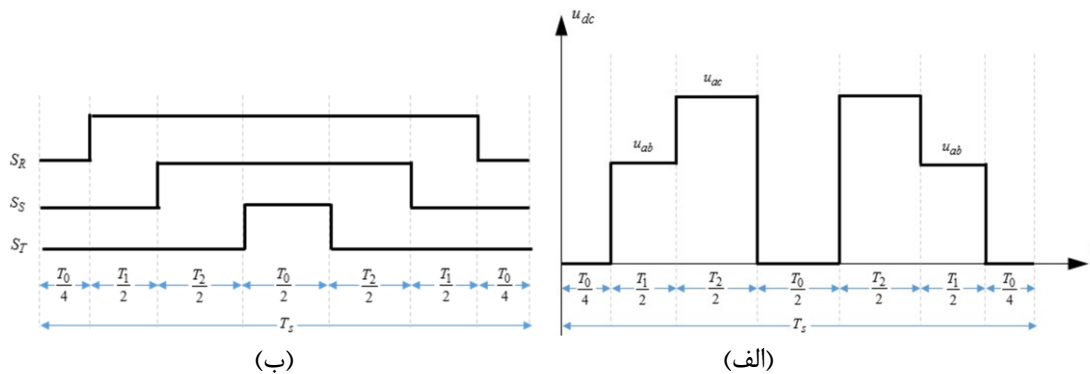 S_R
S_S
S_T
T_0/4 T_1/2 T_2/2 T_0/2 T_2/2 T_1/2 T_0/4
T_s
(ب)
u_dc
u_ac
u_ab u_ab
T_0/4 T_1/2 T_2/2 T_0/2 T_2/2 T_1/2 T_0/4
T_s
(الف)